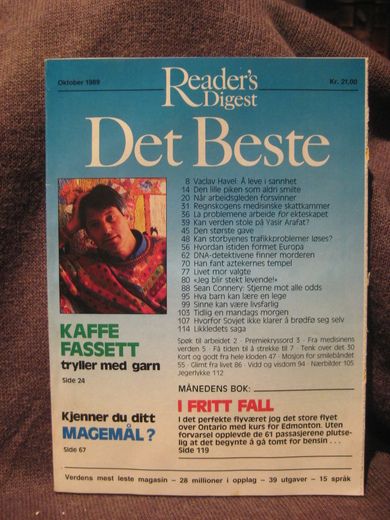 Oktober 1989
Reader's
Digest
Kr. 21,00
Det Beste
8 Vaclav Havel: Å leve i sannhet
14 Den lille piken som aldri smilte
20 Når arbeidsgleden forsvinner
31 Regnskogens medisinske skattkammer
36 La problemene arbeide for ekteskapet
39 Kan verden stole på Yasir Arafat?
45 Den største gave
48 Kan storbyenes trafikkproblemer løses?
56 Hvordan istiden formet Europa
62 DNA-detektivene finner morderen
70 Han fant aztekernes tempel
77 Livet mor valgte
80 «Jeg blir stekt levende!»
88 Sean Connery: Stjerne mot alle odds
95 Hva barn kan lære en lege
99 Sinne kan være livsfarlig
103 Tidlig en mandags morgen
107 Hvorfor Sovjet ikke klarer å brødfø seg selv
114 Likledets saga
Spøk til arbeidet 2 · Premiekryssord 3 · Fra medisinens
verden 5 · Få tiden til å strekke til 7 · Tenk over det 30
Kort og godt fra hele kloden 47 · Mosjon for smilebåndet
55 · Glimt fra livet 86 · Vidd og visdom 94 · Nærbilder 105
Jegerlykke 112
KAFFE
FASSETT
tryller med garn
Side 24
Kjenner du ditt
MAGEMÅL?
Side 67
MÅNEDENS BOK:
I FRITT FALL
I det perfekte flyværet jog det store flyet
over Ontario med kurs for Edmonton. Uten
forvarsel opplevde de 61 passasjerene plutse-
lig at det begynte å gå tomt for bensin . . .
Side 119
Verdens mest leste magasin – 28 millioner i opplag – 39 utgaver – 15 språk